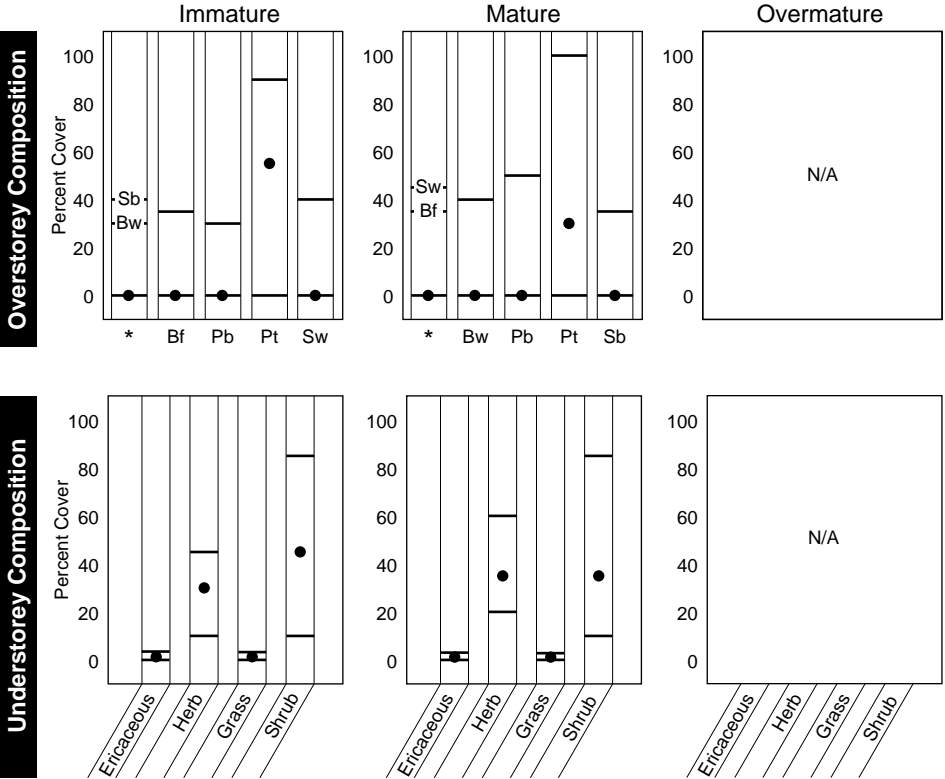 Immature Mature Overmature
Overstorey Composition
Percent Cover
100
80
60
40
20
0
Sb
Bw
* Bf Pb Pt Sw
100
80
60
40
20
0
Sw
Bf
* Bw Pb Pt Sb
100
80
60
40
20
0
N/A
Understorey Composition
Percent Cover
100
80
60
40
20
0
Ericaceous Herb Grass Shrub
100
80
60
40
20
0
Ericaceous Herb Grass Shrub
100
80
60
40
20
0
N/A
Ericaceous Herb Grass Shrub